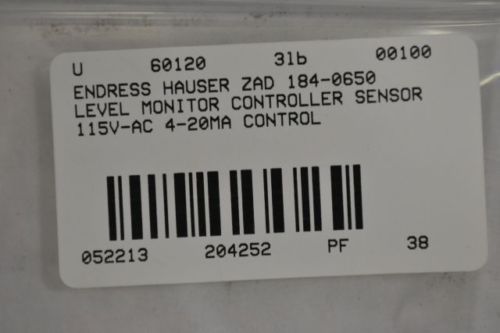 U 60120 3lb 00100
ENDRESS HAUSER ZAD 184-0650
LEVEL MONITOR CONTROLLER SENSOR
115V-AC 4-20MA CONTROL
052213 204252 PF 38